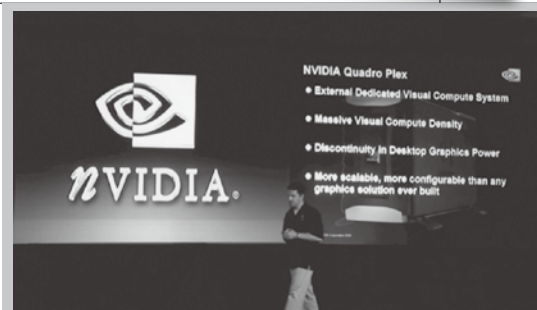 NVIDIA®
NVIDIA Quadro Plex
• External Dedicated Visual Compute System
• Massive Visual Compute Density
• Discontinuity in Desktop Graphics Power
• More scalable, more configurable than any
graphics solution ever built